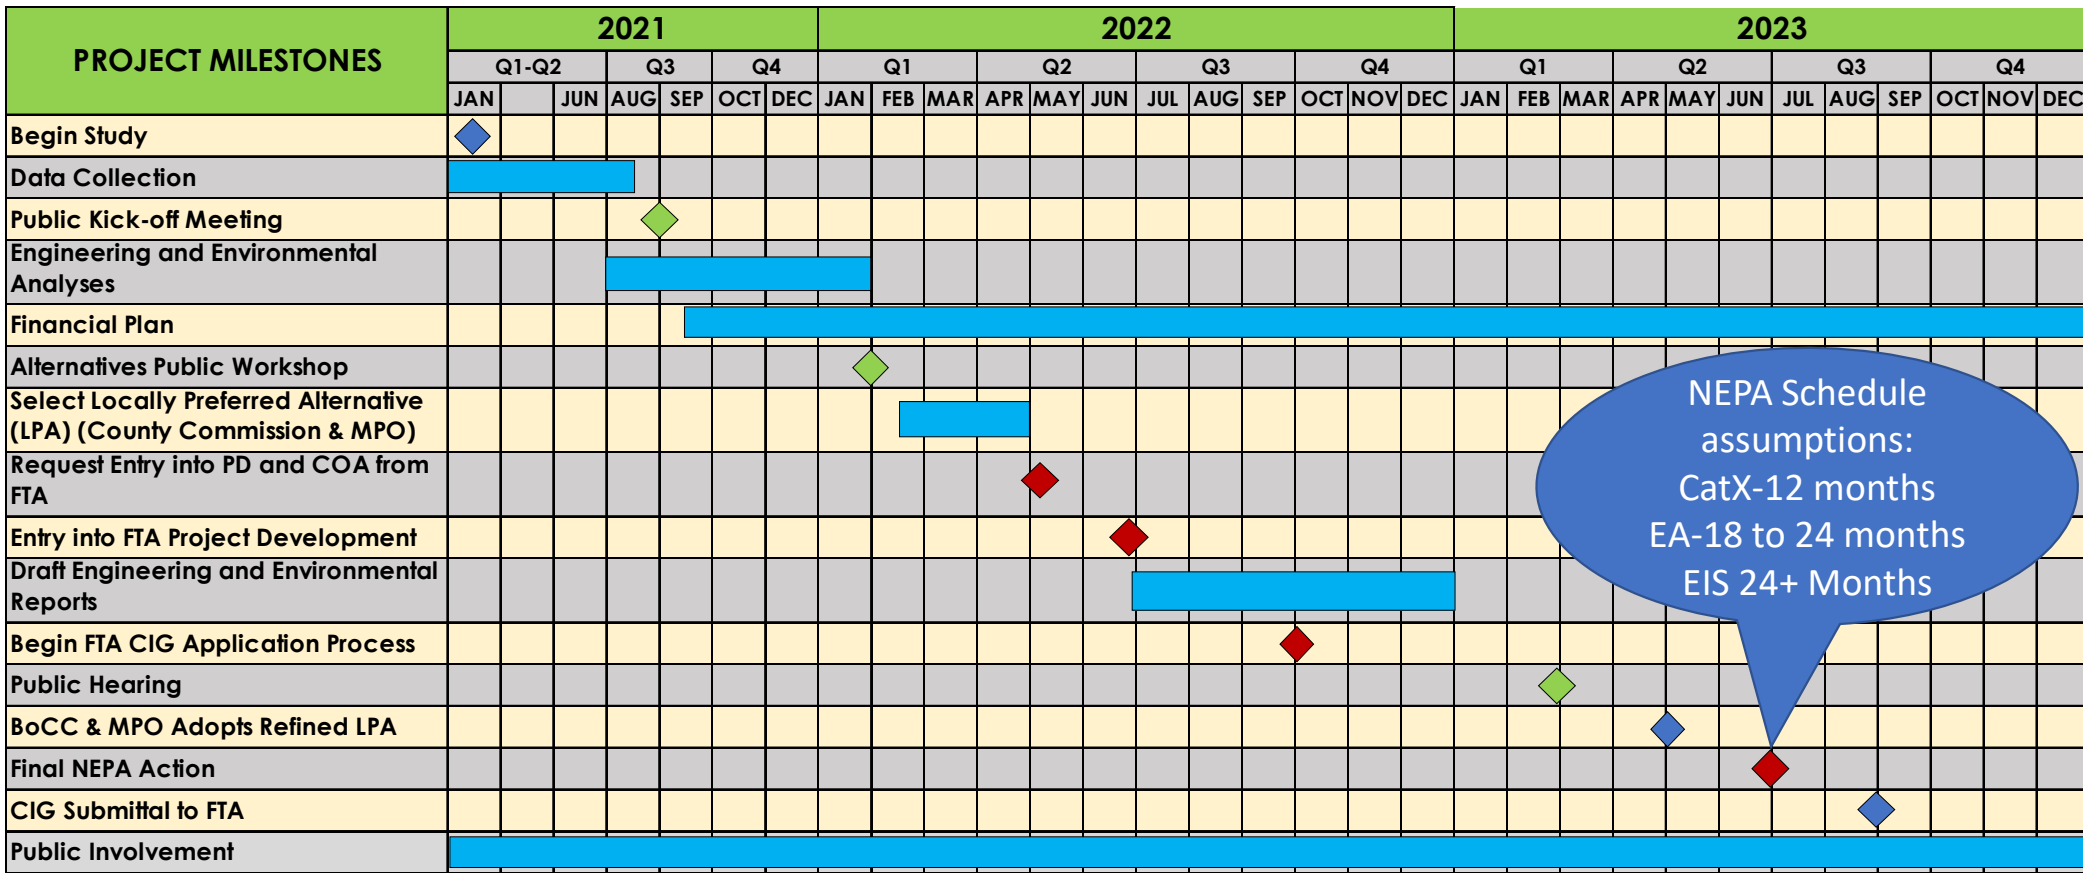 PROJECT MILESTONES
2021 2022 2023
Q1-Q2 Q3 Q4 Q1 Q2 Q3 Q4 Q1 Q2 Q3 Q4
JAN JUN AUG SEP OCT DEC JAN FEB MAR APR MAY JUN JUL AUG SEP OCT NOV DEC JAN FEB MAR APR MAY JUN JUL AUG SEP OCT NOV DEC
Begin Study
Data Collection
Public Kick-off Meeting
Engineering and Environmental
Analyses
Financial Plan
Alternatives Public Workshop
Select Locally Preferred Alternative
(LPA) (County Commission & MPO)
Request Entry into PD and COA from
FTA
Entry into FTA Project Development
Draft Engineering and Environmental
Reports
Begin FTA CIG Application Process
Public Hearing
BoCC & MPO Adopts Refined LPA
Final NEPA Action
CIG Submittal to FTA
Public Involvement
NEPA Schedule
assumptions:
CatX-12 months
EA-18 to 24 months
EIS 24+ Months